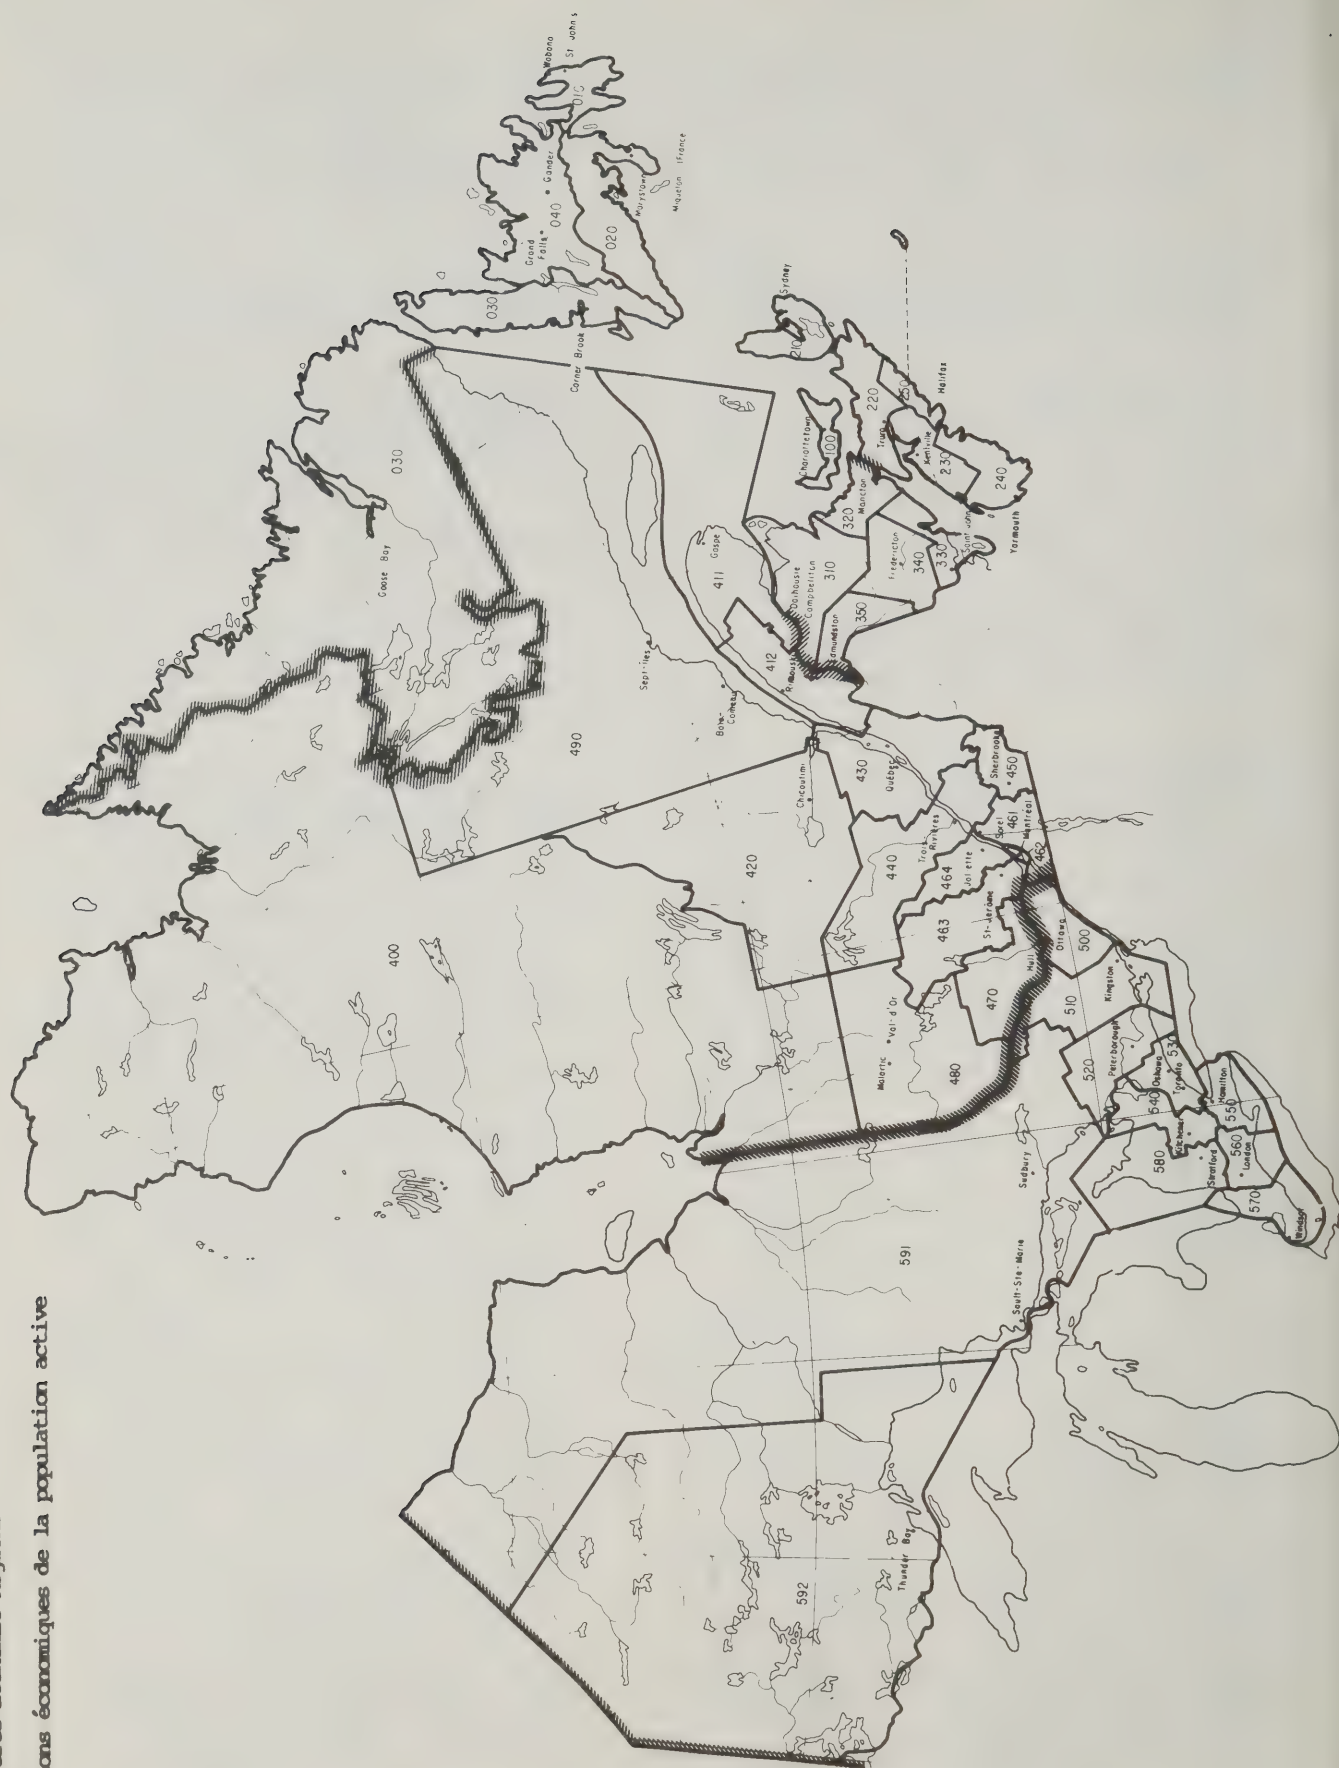 ons économiques de la population active
Wabana
St John's
010
Gander
040
Grand
Falls
020
Marystown
Miquelon (France
030
Corner Brook
030
Goose Bay
Sydney
210
220
250
Halifax
Truro
Kentville
230
240
Yarmouth
Charlottetown
100
320
Moncton
Saint John
330
Fredericton
340
310
350
Dalhousie
Campbellton
Edmundston
411
Gaspe
412
Rimouski
Sept-Iles
Baie-
Comeau
490
400
420
Chicoutimi
430
Québec
440
Trois
Rivières
Sherbrooke
450
Sorel
461
Montréal
462
464
Joliette
463
St-Jérôme
470
Hull
Ottawa
500
480
Malartic
Val-d'Or
510
Kingston
520
Peterborough
530
Oshawa
Toronto
540
Hamilton
550
Kitchener
580
Stratford
560
London
570
Windsor
Sudbury
591
Sault-Ste-Marie
592
Thunder Bay